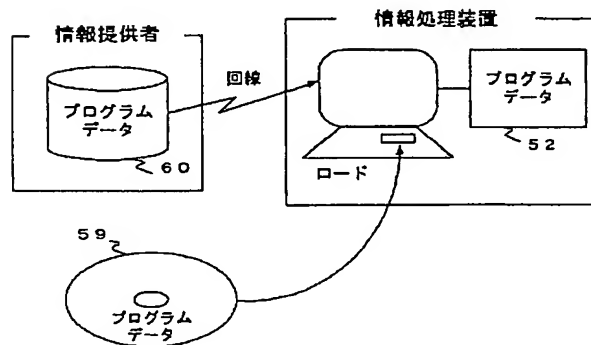 情報提供者
プログラム
データ
60
回線
情報処理装置
プログラム
データ
52
ロード
59
プログラム
データ